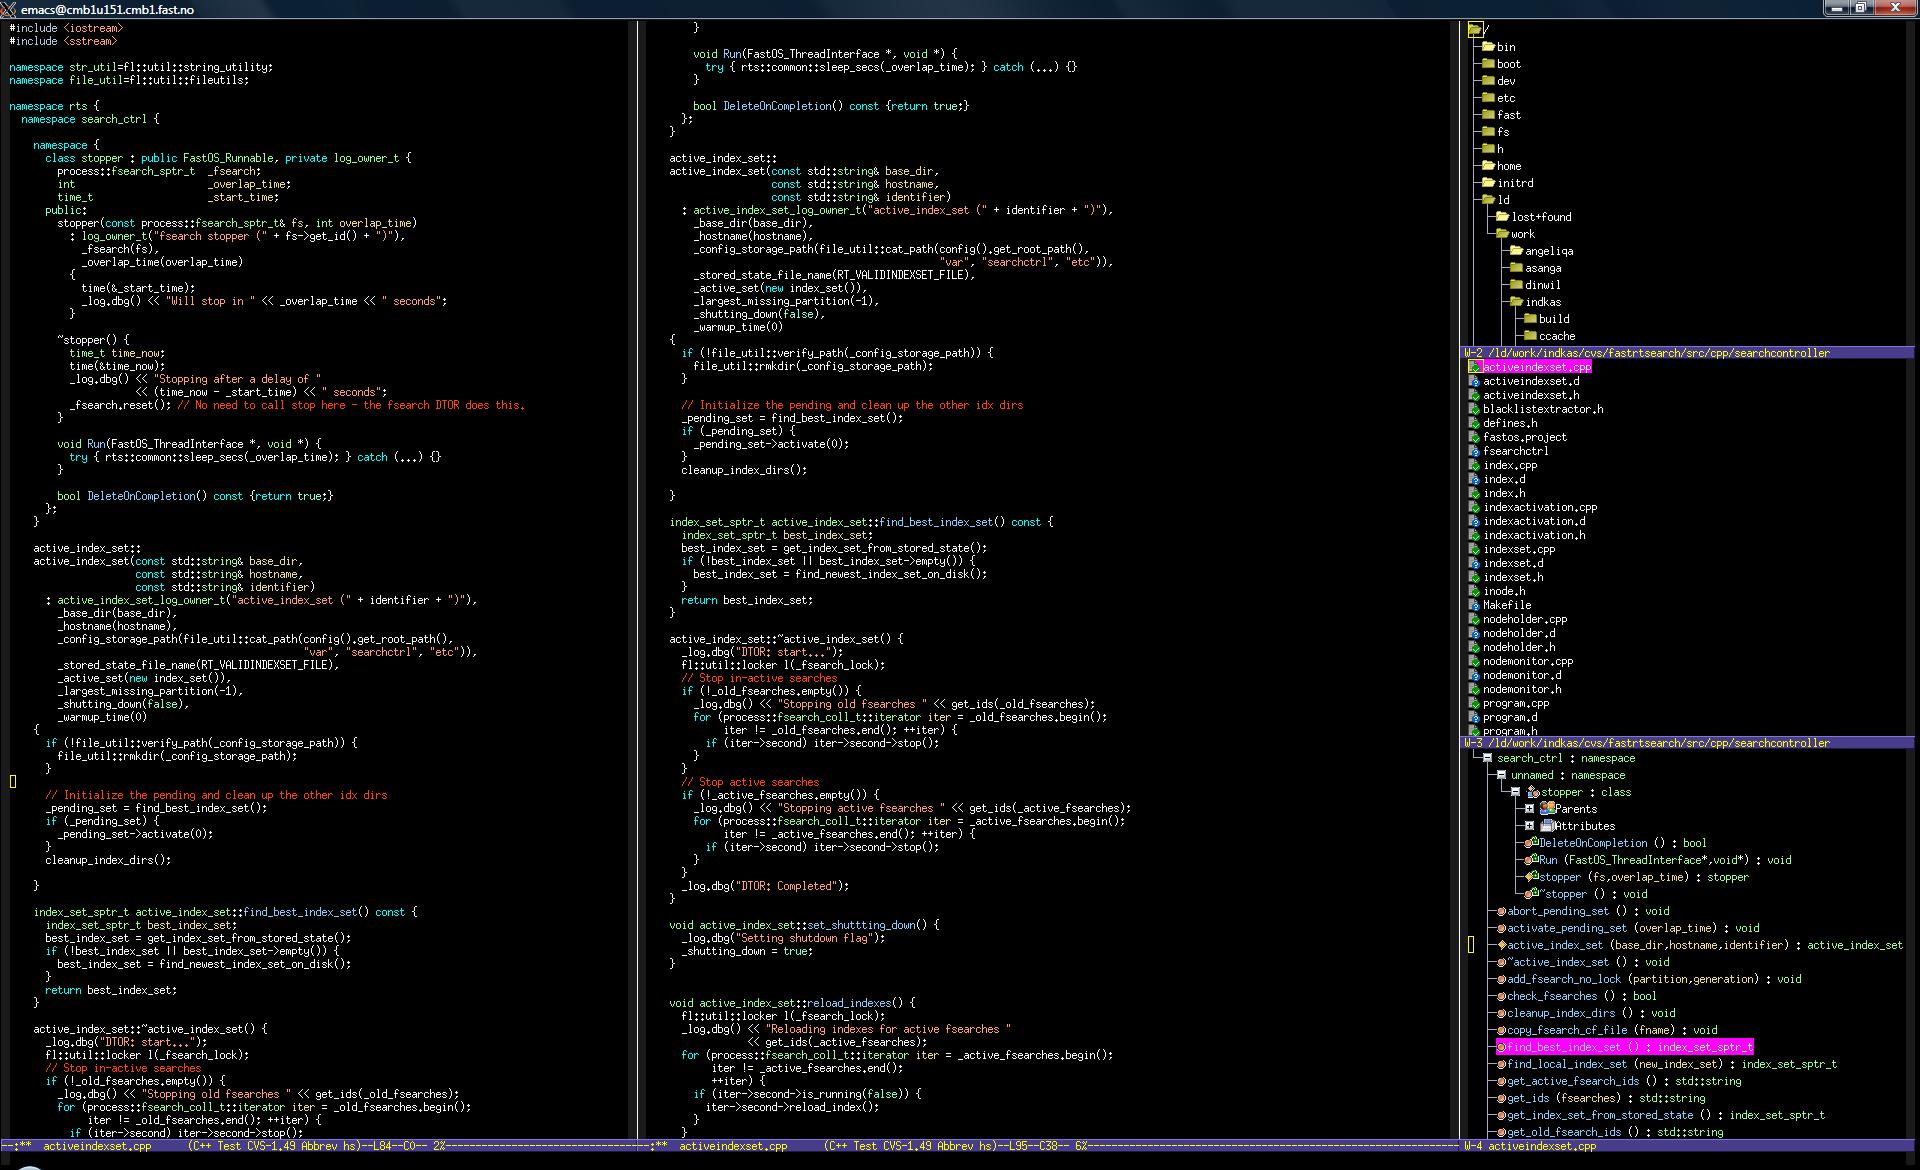 emacs@cmb1u151.cmb1.fast.no
#include <iostream>
#include <sstream>
namespace str_util=fl::util::string_utility;
namespace file_util=fl::util::fileutils;
namespace rts {
namespace search_ctrl {
namespace {
class stopper : public FastOS_Runnable, private log_owner_t {
process::fsearch_sptr_t _fsearch;
int _overlap_time;
time_t _start_time;
public:
stopper(const process::fsearch_sptr_t& fs, int overlap_time)
: log_owner_t("fsearch stopper (" + fs->get_id() + ")"),
_fsearch(fs),
_overlap_time(overlap_time)
{
time(&_start_time);
_log.dbg() << "Will stop in " << _overlap_time << " seconds";
}
~stopper() {
time_t time_now;
time(&time_now);
_log.dbg() << "Stopping after a delay of "
<< (time_now - _start_time) << " seconds";
_fsearch.reset(); // No need to call stop here - the fsearch DTOR does this.
}
void Run(FastOS_ThreadInterface *, void *) {
try { rts::common::sleep_secs(_overlap_time); } catch (...) {}
}
bool DeleteOnCompletion() const {return true;}
};
}
active_index_set::
active_index_set(const std::string& base_dir,
const std::string& hostname,
const std::string& identifier)
: active_index_set_log_owner_t("active_index_set (" + identifier + ")"),
_base_dir(base_dir),
_hostname(hostname),
_config_storage_path(file_util::cat_path(config().get_root_path(),
"var", "searchctrl", "etc")),
_stored_state_file_name(RT_VALIDINDEXSET_FILE),
_active_set(new index_set()),
_largest_missing_partition(-1),
_shutting_down(false),
_warmup_time(0)
{
if (!file_util::verify_path(_config_storage_path)) {
file_util::rmkdir(_config_storage_path);
}
// Initialize the pending and clean up the other idx dirs
_pending_set = find_best_index_set();
if (_pending_set) {
_pending_set->activate(0);
}
cleanup_index_dirs();
}
index_set_sptr_t active_index_set::find_best_index_set() const {
index_set_sptr_t best_index_set;
best_index_set = get_index_set_from_stored_state();
if (!best_index_set || best_index_set->empty()) {
best_index_set = find_newest_index_set_on_disk();
}
return best_index_set;
}
active_index_set::~active_index_set() {
_log.dbg("DTOR: start...");
fl::util::locker l(_fsearch_lock);
// Stop in-active searches
if (!_old_fsearches.empty()) {
_log.dbg() << "Stopping old fsearches " << get_ids(_old_fsearches);
for (process::fsearch_coll_t::iterator iter = _old_fsearches.begin();
iter != _old_fsearches.end(); ++iter) {
if (iter->second) iter->second->stop();
--:** activeindexset.cpp (C++ Test CVS-1.49 Abbrev hs)--L84--C0-- 2%--
}
void Run(FastOS_ThreadInterface *, void *) {
try { rts::common::sleep_secs(_overlap_time); } catch (...) {}
}
bool DeleteOnCompletion() const {return true;}
};
}
active_index_set::
active_index_set(const std::string& base_dir,
const std::string& hostname,
const std::string& identifier)
: active_index_set_log_owner_t("active_index_set (" + identifier + ")"),
_base_dir(base_dir),
_hostname(hostname),
_config_storage_path(file_util::cat_path(config().get_root_path(),
"var", "searchctrl", "etc")),
_stored_state_file_name(RT_VALIDINDEXSET_FILE),
_active_set(new index_set()),
_largest_missing_partition(-1),
_shutting_down(false),
_warmup_time(0)
{
if (!file_util::verify_path(_config_storage_path)) {
file_util::rmkdir(_config_storage_path);
}
// Initialize the pending and clean up the other idx dirs
_pending_set = find_best_index_set();
if (_pending_set) {
_pending_set->activate(0);
}
cleanup_index_dirs();
}
index_set_sptr_t active_index_set::find_best_index_set() const {
index_set_sptr_t best_index_set;
best_index_set = get_index_set_from_stored_state();
if (!best_index_set || best_index_set->empty()) {
best_index_set = find_newest_index_set_on_disk();
}
return best_index_set;
}
active_index_set::~active_index_set() {
_log.dbg("DTOR: start...");
fl::util::locker l(_fsearch_lock);
// Stop in-active searches
if (!_old_fsearches.empty()) {
_log.dbg() << "Stopping old fsearches " << get_ids(_old_fsearches);
for (process::fsearch_coll_t::iterator iter = _old_fsearches.begin();
iter != _old_fsearches.end(); ++iter) {
if (iter->second) iter->second->stop();
}
}
// Stop active searches
if (!_active_fsearches.empty()) {
_log.dbg() << "Stopping active fsearches " << get_ids(_active_fsearches);
for (process::fsearch_coll_t::iterator iter = _active_fsearches.begin();
iter != _active_fsearches.end(); ++iter) {
if (iter->second) iter->second->stop();
}
}
_log.dbg("DTOR: Completed");
}
void active_index_set::set_shuttting_down() {
_log.dbg("Setting shutdown flag");
_shutting_down = true;
}
void active_index_set::reload_indexes() {
fl::util::locker l(_fsearch_lock);
_log.dbg() << "Reloading indexes for active fsearches "
<< get_ids(_active_fsearches);
for (process::fsearch_coll_t::iterator iter = _active_fsearches.begin();
iter != _active_fsearches.end();
++iter) {
if (iter->second->is_running(false)) {
iter->second->reload_index();
}
}
--:** activeindexset.cpp (C++ Test CVS-1.49 Abbrev hs)--L95--C38-- 6%--
/
bin
boot
dev
etc
fast
fs
h
home
initrd
ld
lost+found
work
angeliqa
asanga
dinwil
indkas
build
ccache
W-2 /ld/work/indkas/cvs/fastrtsearch/src/cpp/searchcontroller
activeindexset.cpp
activeindexset.d
activeindexset.h
blacklistextractor.h
defines.h
fastos.project
fsearchctrl
index.cpp
index.d
index.h
indexactivation.cpp
indexactivation.d
indexactivation.h
indexset.cpp
indexset.d
indexset.h
inode.h
Makefile
nodeholder.cpp
nodeholder.d
nodeholder.h
nodemonitor.cpp
nodemonitor.d
nodemonitor.h
program.cpp
program.d
program.h
W-3 /ld/work/indkas/cvs/fastrtsearch/src/cpp/searchcontroller
search_ctrl : namespace
unnamed : namespace
stopper : class
Parents
Attributes
DeleteOnCompletion () : bool
Run (FastOS_ThreadInterface*,void*) : void
stopper (fs,overlap_time) : stopper
~stopper () : void
abort_pending_set () : void
activate_pending_set (overlap_time) : void
active_index_set (base_dir,hostname,identifier) : active_index_set
~active_index_set () : void
add_fsearch_no_lock (partition,generation) : void
check_fsearches () : bool
cleanup_index_dirs () : void
copy_fsearch_cf_file (fname) : void
find_best_index_set () : index_set_sptr_t
find_local_index_set (new_index_set) : index_set_sptr_t
get_active_fsearch_ids () : std::string
get_ids (fsearches) : std::string
get_index_set_from_stored_state () : index_set_sptr_t
get_old_fsearch_ids () : std::string
W-4 activeindexset.cpp